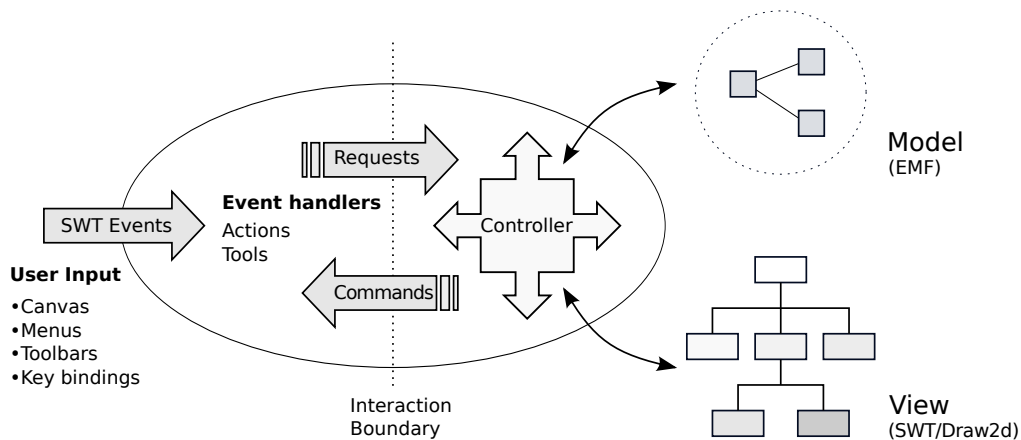 Requests
SWT Events
Event handlers
Actions
Tools
Controller
Commands
User Input
•Canvas
•Menus
•Toolbars
•Key bindings
Interaction
Boundary
Model
(EMF)
View
(SWT/Draw2d)